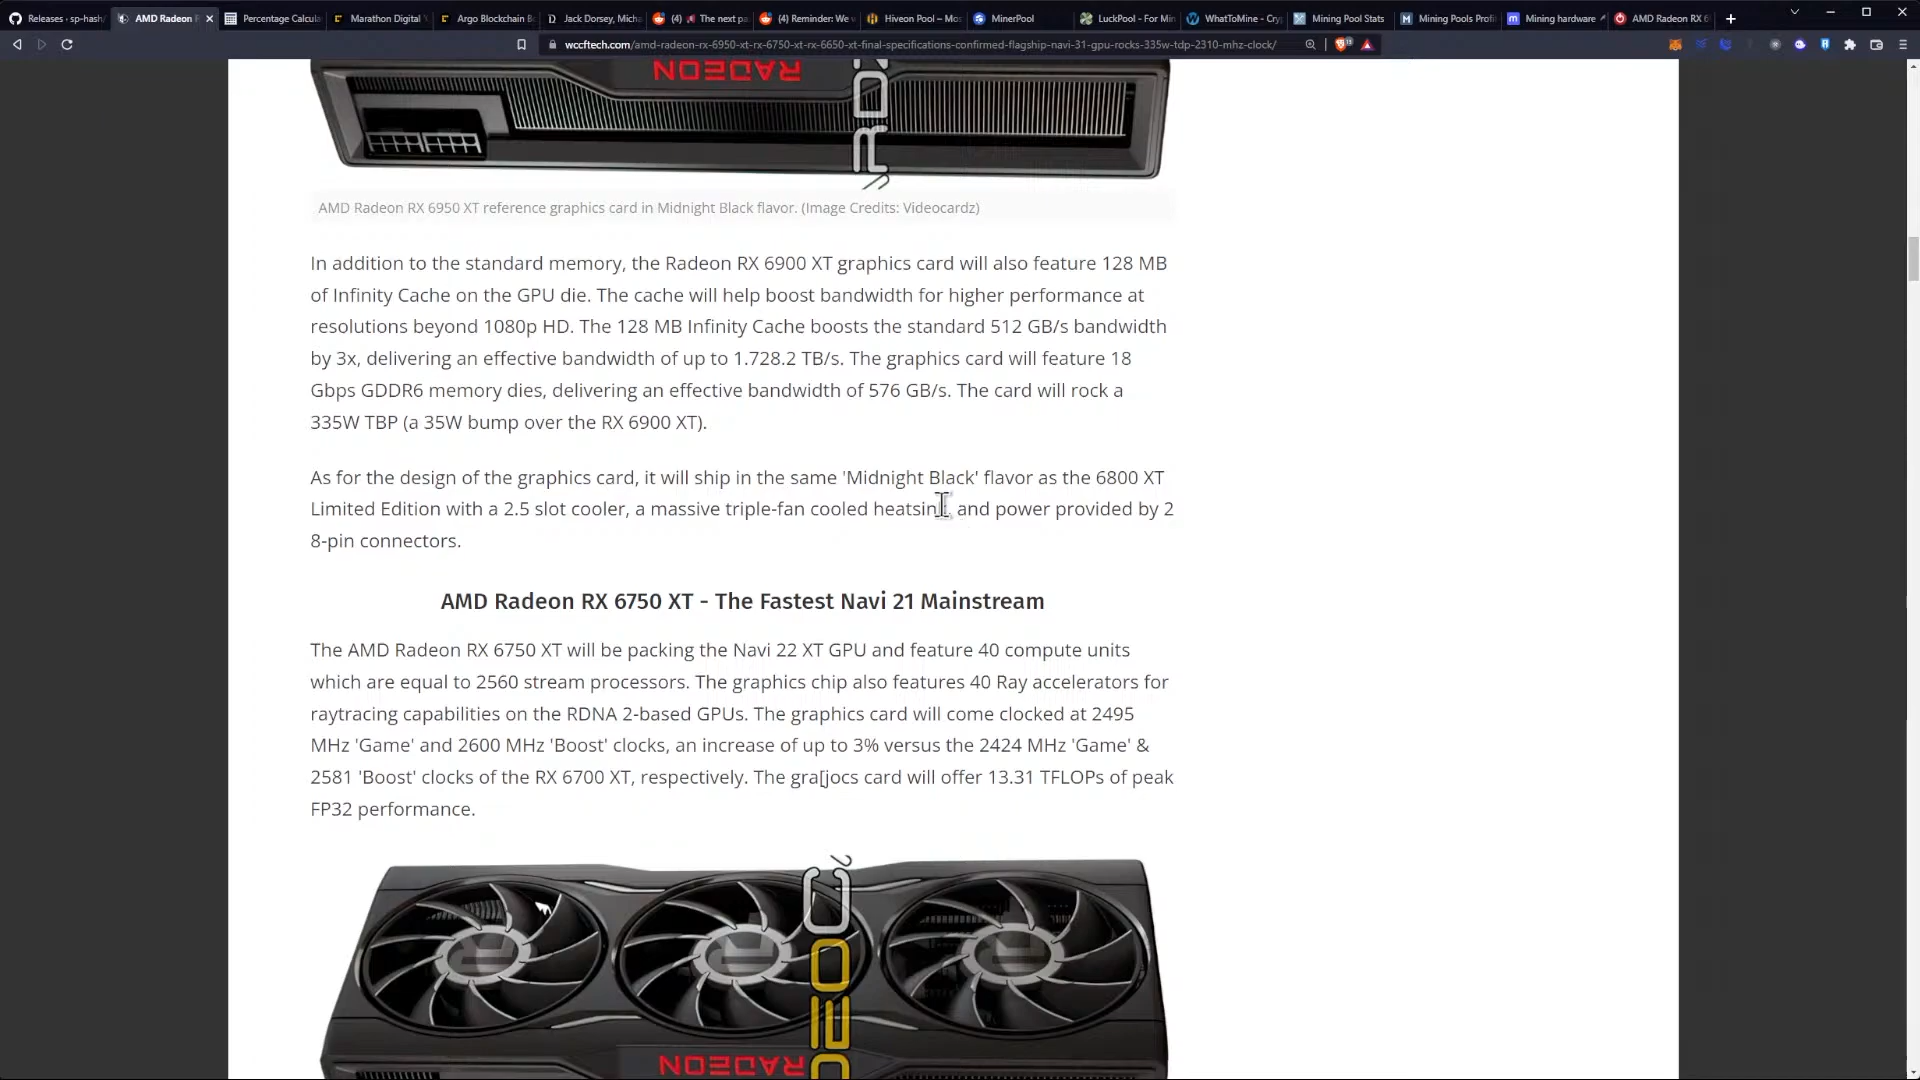 Releases · sp-hash/
AMD Radeon R
Percentage Calcula
Marathon Digital
Argo Blockchain
Jack Dorsey, Micha
(4) The next pa
(4) Reminder: We
Hiveon Pool – Mos
MinerPool
LuckPool - For Min
WhatToMine - Cry
Mining Pool Stats
Mining Pools Profi
Mining hardware
AMD Radeon RX 6
wccftech.com/amd-radeon-rx-6950-xt-rx-6750-xt-rx-6650-xt-final-specifications-confirmed-flagship-navi-31-gpu-rocks-335w-tdp-2310-mhz-clock/
RADEON
RD
AMD Radeon RX 6950 XT reference graphics card in Midnight Black flavor. (Image Credits: Videocardz)
In addition to the standard memory, the Radeon RX 6900 XT graphics card will also feature 128 MB
of Infinity Cache on the GPU die. The cache will help boost bandwidth for higher performance at
resolutions beyond 1080p HD. The 128 MB Infinity Cache boosts the standard 512 GB/s bandwidth
by 3x, delivering an effective bandwidth of up to 1.728.2 TB/s. The graphics card will feature 18
Gbps GDDR6 memory dies, delivering an effective bandwidth of 576 GB/s. The card will rock a
335W TBP (a 35W bump over the RX 6900 XT).
As for the design of the graphics card, it will ship in the same 'Midnight Black' flavor as the 6800 XT
Limited Edition with a 2.5 slot cooler, a massive triple-fan cooled heatsink, and power provided by 2
8-pin connectors.
AMD Radeon RX 6750 XT - The Fastest Navi 21 Mainstream
The AMD Radeon RX 6750 XT will be packing the Navi 22 XT GPU and feature 40 compute units
which are equal to 2560 stream processors. The graphics chip also features 40 Ray accelerators for
raytracing capabilities on the RDNA 2-based GPUs. The graphics card will come clocked at 2495
MHz 'Game' and 2600 MHz 'Boost' clocks, an increase of up to 3% versus the 2424 MHz 'Game' &
2581 'Boost' clocks of the RX 6700 XT, respectively. The gra[jocs card will offer 13.31 TFLOPs of peak
FP32 performance.
RADEON